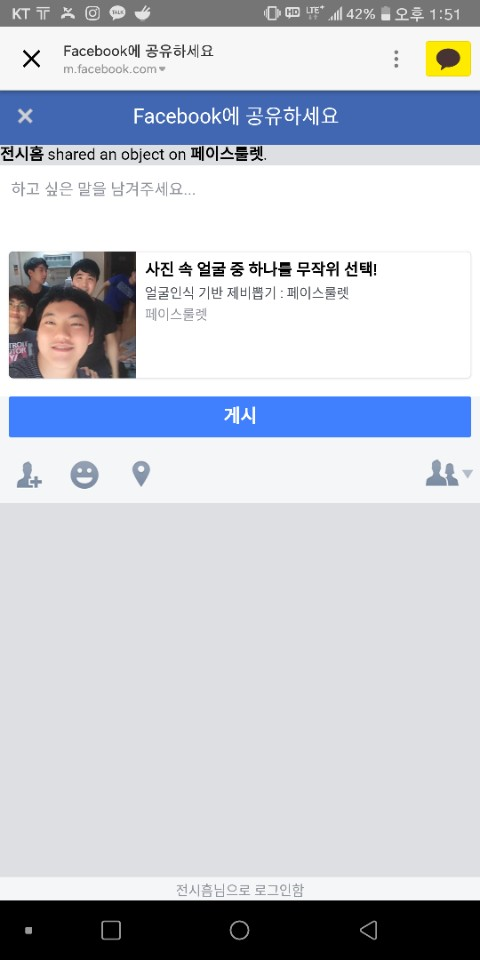 KT
TALK
HD
LTE+
42%
오후 1:51
Facebook에 공유하세요
m.facebook.com
Facebook에 공유하세요
전시흠 shared an object on 페이스룰렛.
하고 싶은 말을 남겨주세요...
사진 속 얼굴 중 하나를 무작위 선택!
얼굴인식 기반 제비뽑기 : 페이스룰렛
페이스룰렛
게시
전시흠님으로 로그인함